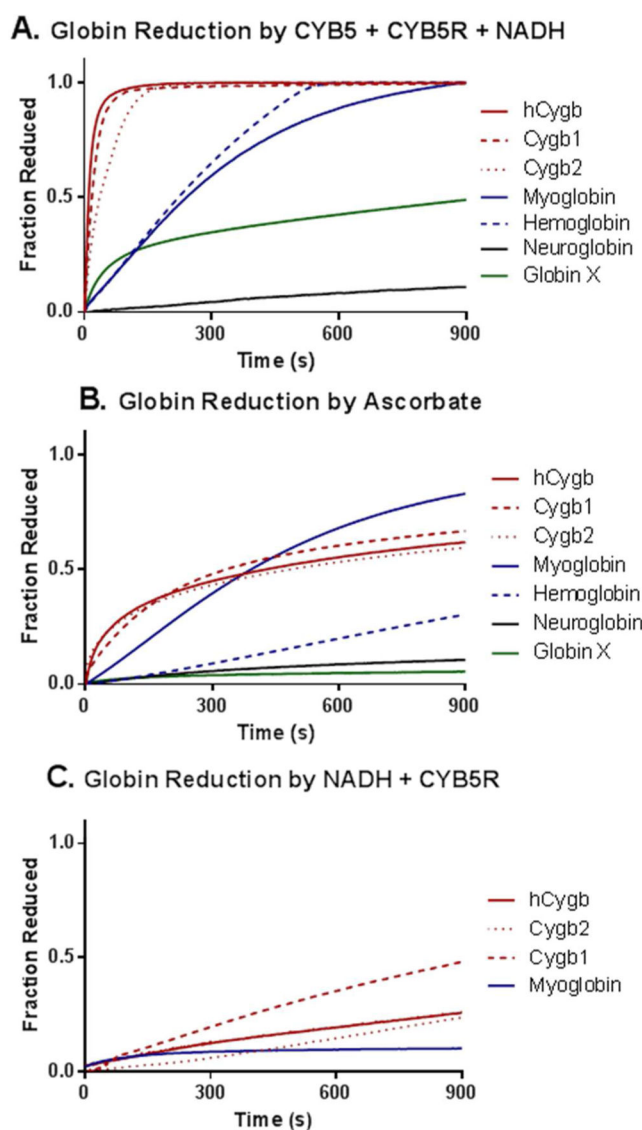 A. Globin Reduction by CYB5 + CYB5R + NADH
Fraction Reduced
1.0
0.5
0.0
0 300 600 900
Time (s)
hCygb
Cygb1
Cygb2
Myoglobin
Hemoglobin
Neuroglobin
Globin X
B. Globin Reduction by Ascorbate
Fraction Reduced
1.0
0.5
0.0
0 300 600 900
Time (s)
hCygb
Cygb1
Cygb2
Myoglobin
Hemoglobin
Neuroglobin
Globin X
C. Globin Reduction by NADH + CYB5R
Fraction Reduced
1.0
0.5
0.0
0 300 600 900
Time (s)
hCygb
Cygb2
Cygb1
Myoglobin